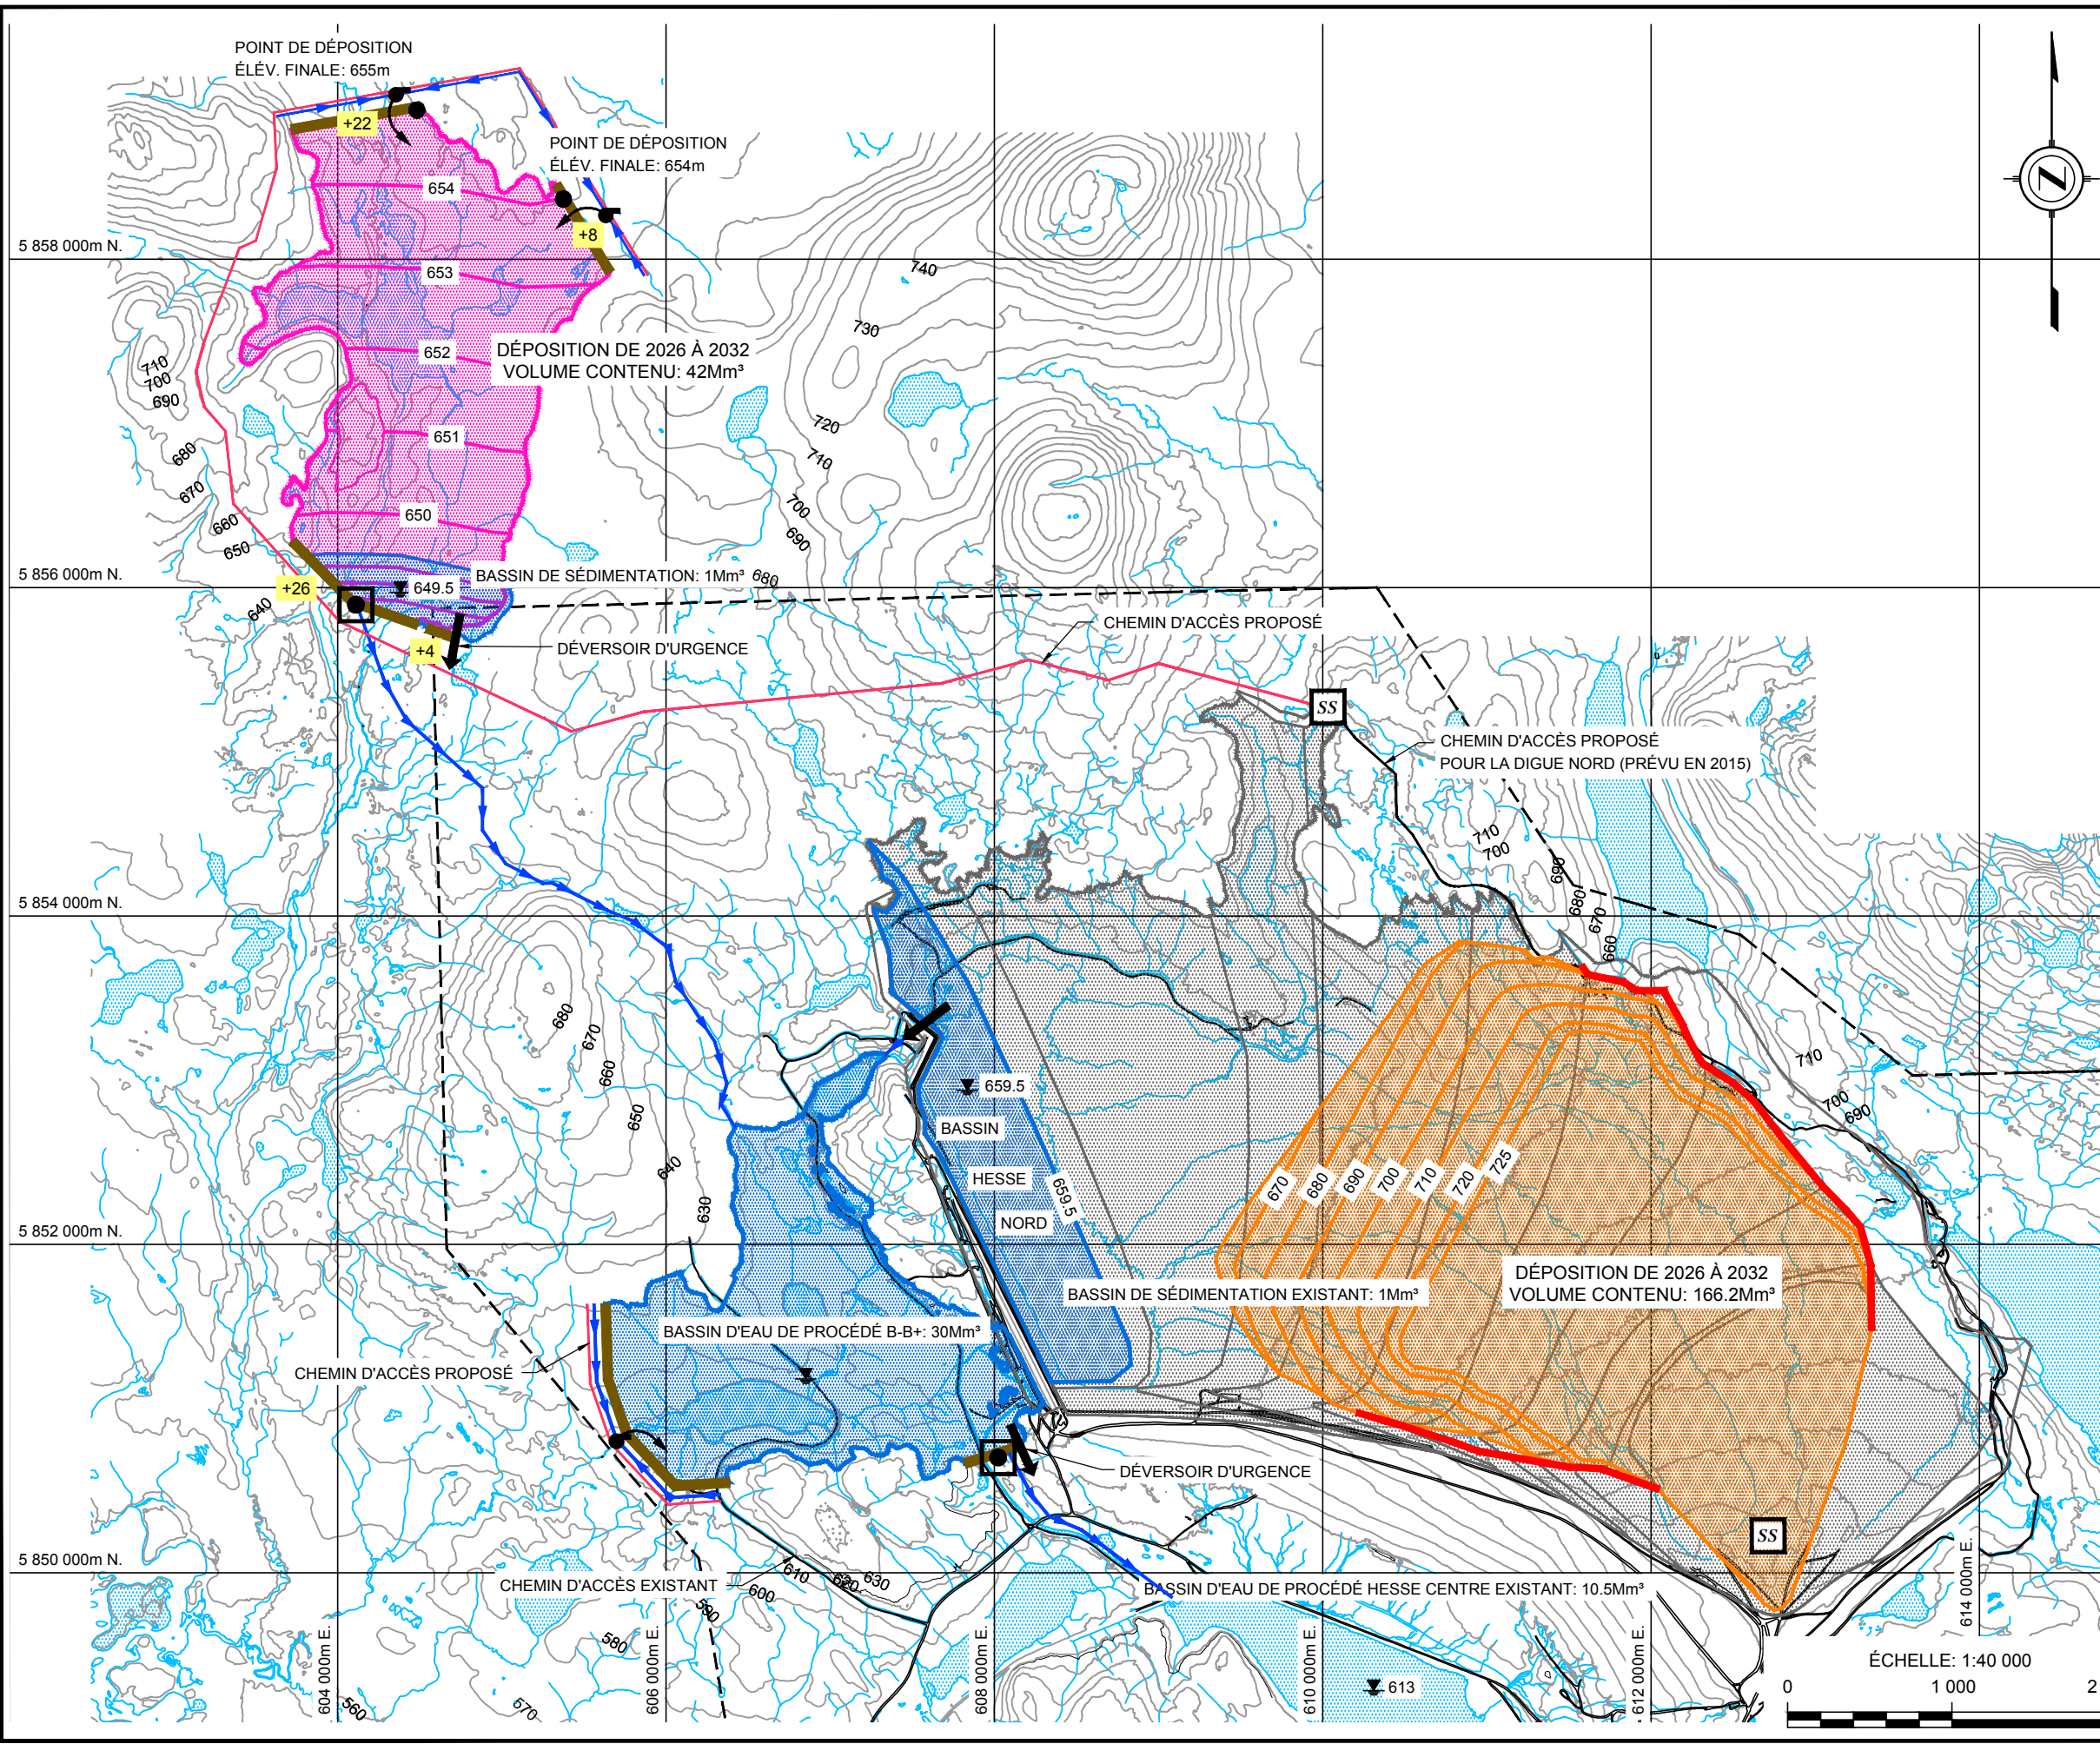 POINT DE DÉPOSITION
ÉLÉV. FINALE: 655m
+22
POINT DE DÉPOSITION
ÉLÉV. FINALE: 654m
654
+8
N
5 858 000m N.
653
740
730
652
DÉPOSITION DE 2026 À 2032
VOLUME CONTENU: 42Mm³
710
700
690
720
651
710
680
670
700
650
660
690
650
5 856 000m N.
BASSIN DE SÉDIMENTATION: 1Mm³
680
+26
649.5
640
CHEMIN D'ACCÈS PROPOSÉ
+4
DÉVERSOIR D'URGENCE
SS
CHEMIN D'ACCÈS PROPOSÉ
POUR LA DIGUE NORD (PRÉVU EN 2015)
710
700
690
680
670
660
5 854 000m N.
680
670
660
650
640
630
710
700
690
659.5
BASSIN
HESSE
NORD
659.5
670
680
690
700
710
720
725
5 852 000m N.
DÉPOSITION DE 2026 À 2032
VOLUME CONTENU: 166.2Mm³
BASSIN DE SÉDIMENTATION EXISTANT: 1Mm³
BASSIN D'EAU DE PROCÉDÉ B-B+: 30Mm³
CHEMIN D'ACCÈS PROPOSÉ
DÉVERSOIR D'URGENCE
SS
5 850 000m N.
CHEMIN D'ACCÈS EXISTANT
610
620
630
600
590
580
570
560
BASSIN D'EAU DE PROCÉDÉ HESSE CENTRE EXISTANT: 10.5Mm³
613
604 000m E.
606 000m E.
608 000m E.
610 000m E.
612 000m E.
614 000m E.
ÉCHELLE: 1:40 000
0
1 000
2